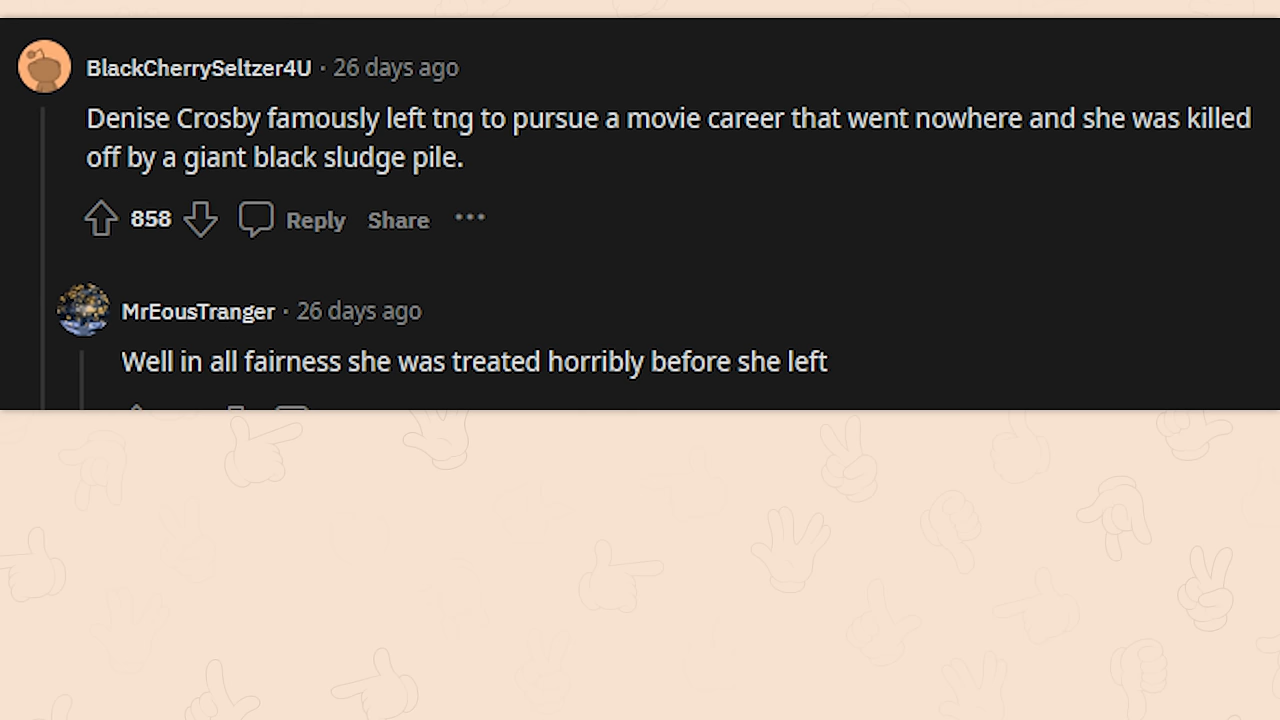 BlackCherrySeltzer4U · 26 days ago
Denise Crosby famously left tng to pursue a movie career that went nowhere and she was killed
off by a giant black sludge pile.
858 Reply Share ···
MrEousTranger · 26 days ago
Well in all fairness she was treated horribly before she left